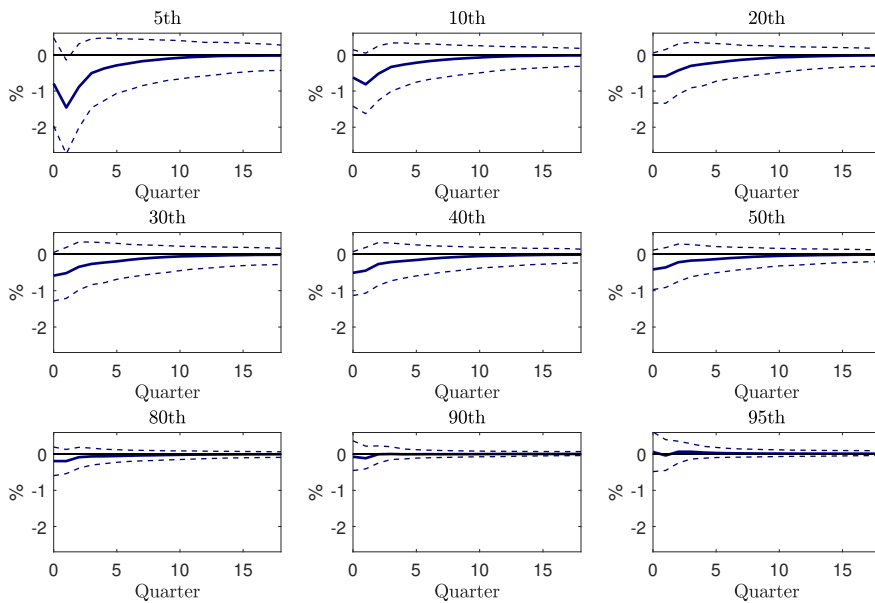 5th 10th 20th
0 0 0
% -1 % -1 % -1
-2 -2 -2
0 5 10 15 0 5 10 15 0 5 10 15
Quarter Quarter Quarter
30th 40th 50th
0 0 0
% -1 % -1 % -1
-2 -2 -2
0 5 10 15 0 5 10 15 0 5 10 15
Quarter Quarter Quarter
80th 90th 95th
0 0 0
% -1 % -1 % -1
-2 -2 -2
0 5 10 15 0 5 10 15 0 5 10 15
Quarter Quarter Quarter